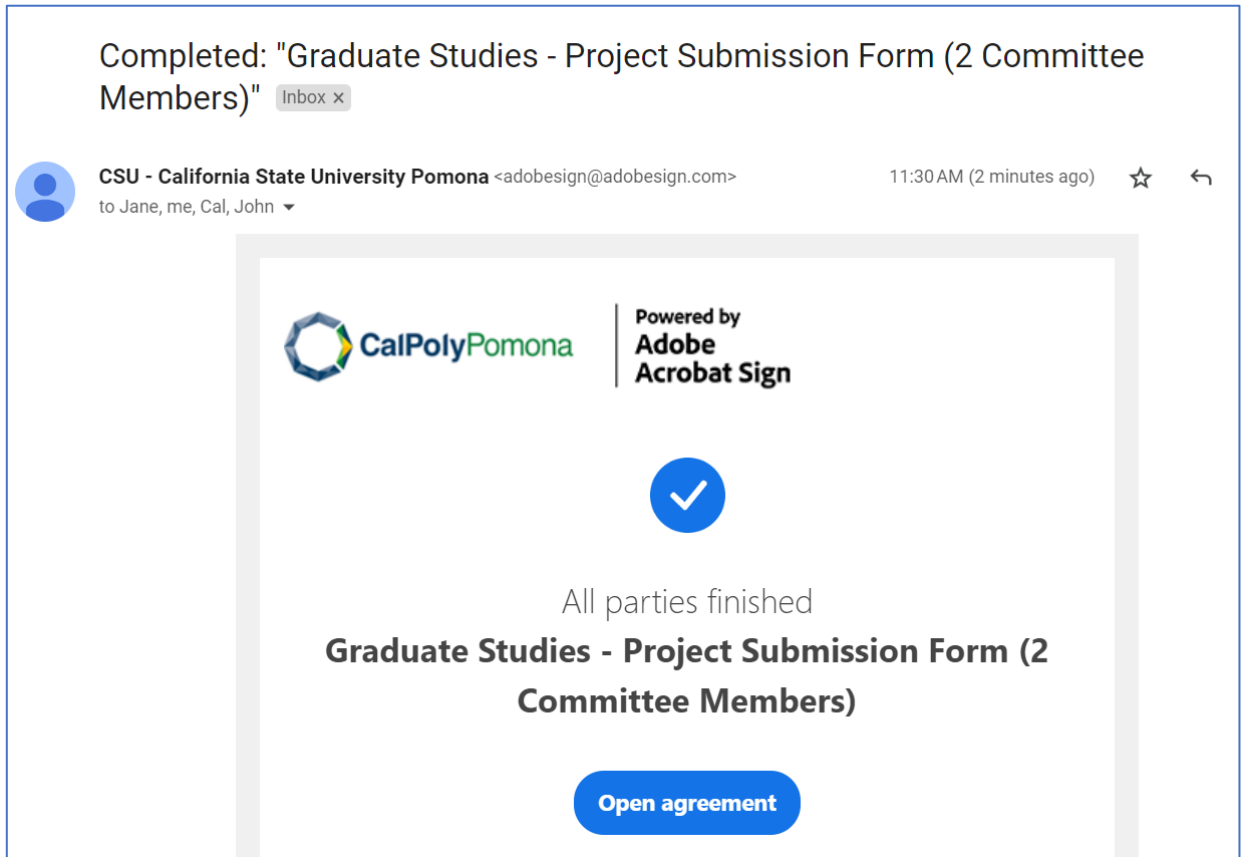 Completed: "Graduate Studies - Project Submission Form (2 Committee
Members)" Inbox x
CSU - California State University Pomona <adobesign@adobesign.com> 11:30 AM (2 minutes ago)
to Jane, me, Cal, John
CalPolyPomona
Powered by
Adobe
Acrobat Sign
All parties finished
Graduate Studies - Project Submission Form (2
Committee Members)
Open agreement